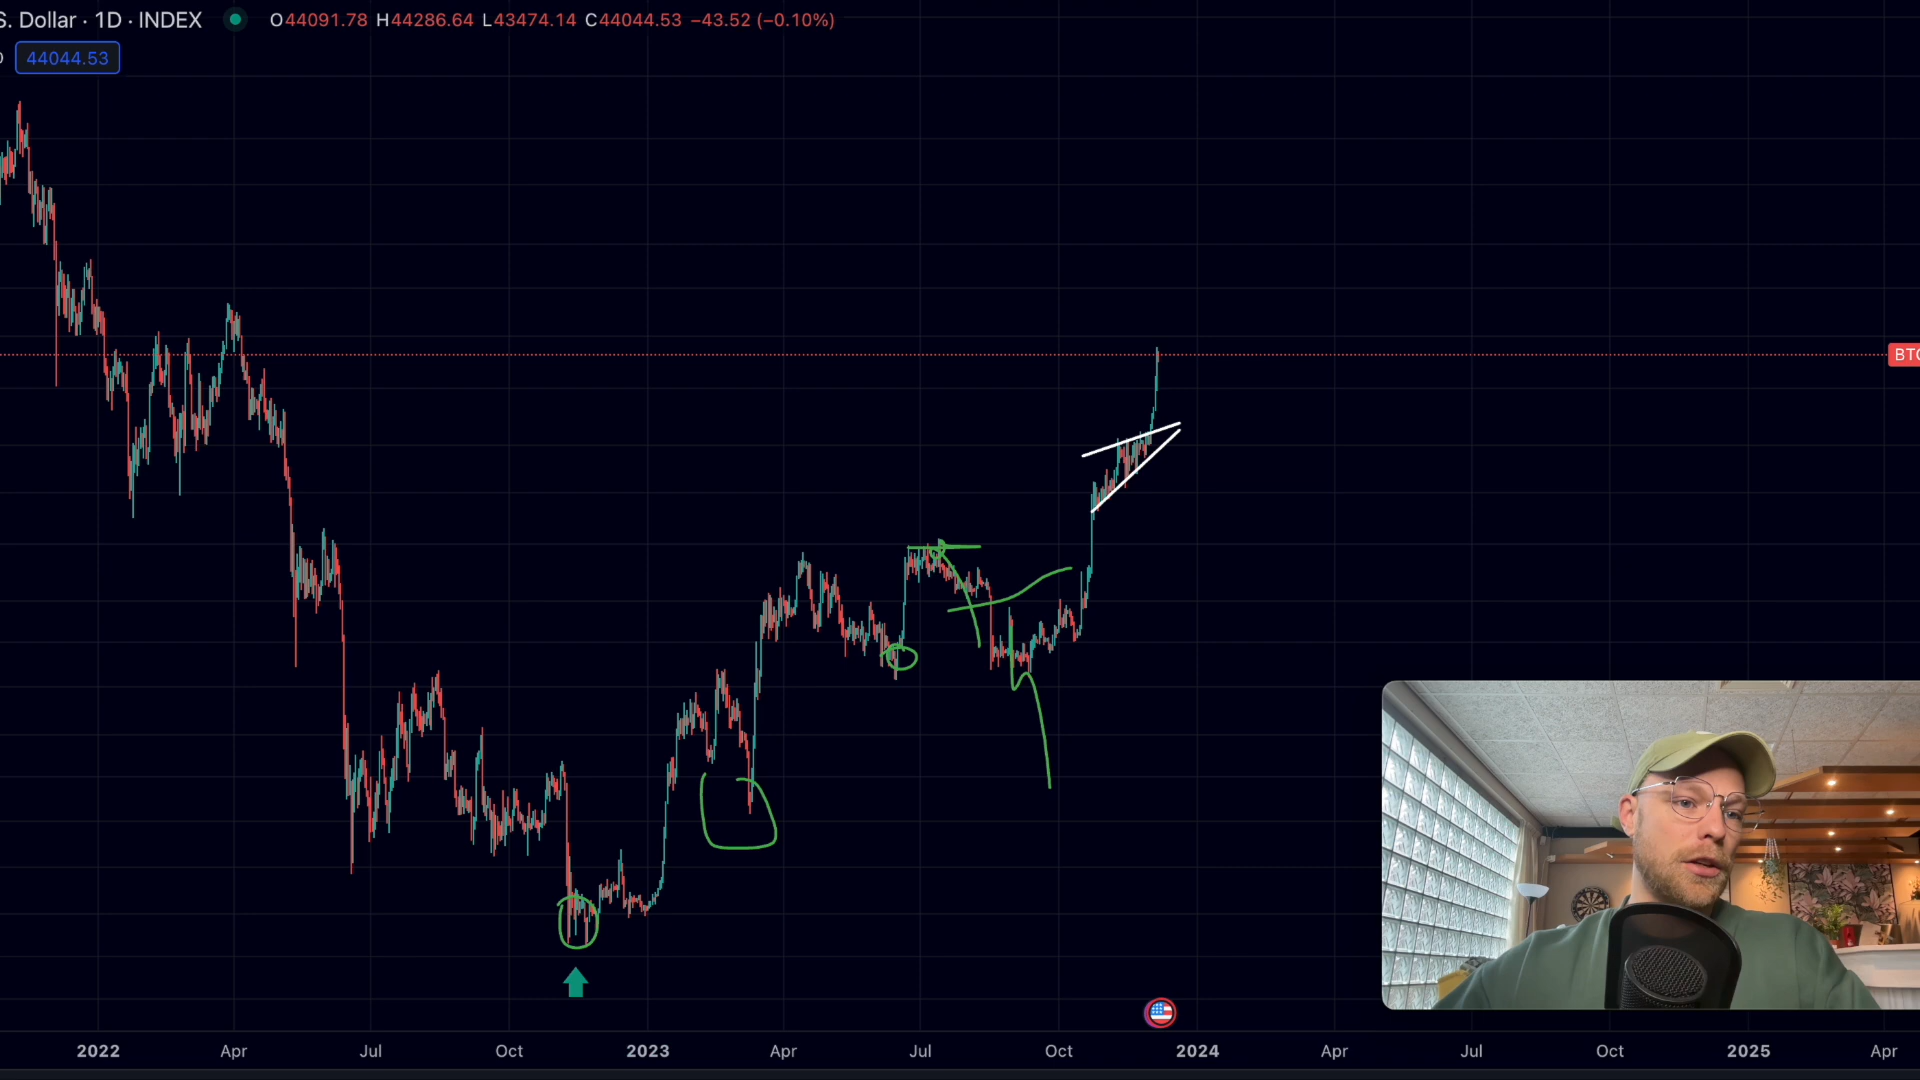 S. Dollar · 1D · INDEX O44091.78 H44286.64 L43474.14 C44044.53 −43.52 (−0.10%)
44044.53
BTC
2022 Apr Jul Oct 2023 Apr Jul Oct 2024 Apr Jul Oct 2025 Apr